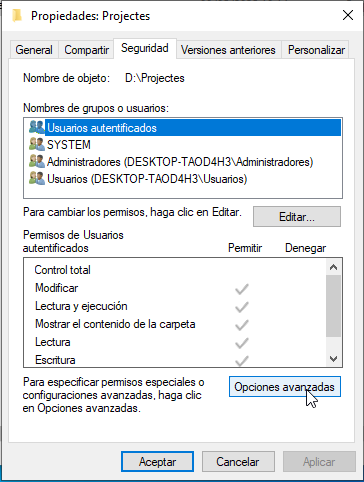 Propiedades: Projectes
General Compartir Seguridad Versiones anteriores Personalizar
Nombre de objeto: D:\Projectes
Nombres de grupos o usuarios:
Usuarios autentificados
SYSTEM
Administradores (DESKTOP-TAOD4H3\Administradores)
Usuarios (DESKTOP-TAOD4H3\Usuarios)
Para cambiar los permisos, haga clic en Editar. Editar...
Permisos de Usuarios
autentificados Permitir Denegar
Control total
Modificar
Lectura y ejecución
Mostrar el contenido de la carpeta
Lectura
Escritura
Para especificar permisos especiales o
configuraciones avanzadas, haga clic
en Opciones avanzadas.
Opciones avanzadas
Aceptar Cancelar Aplicar